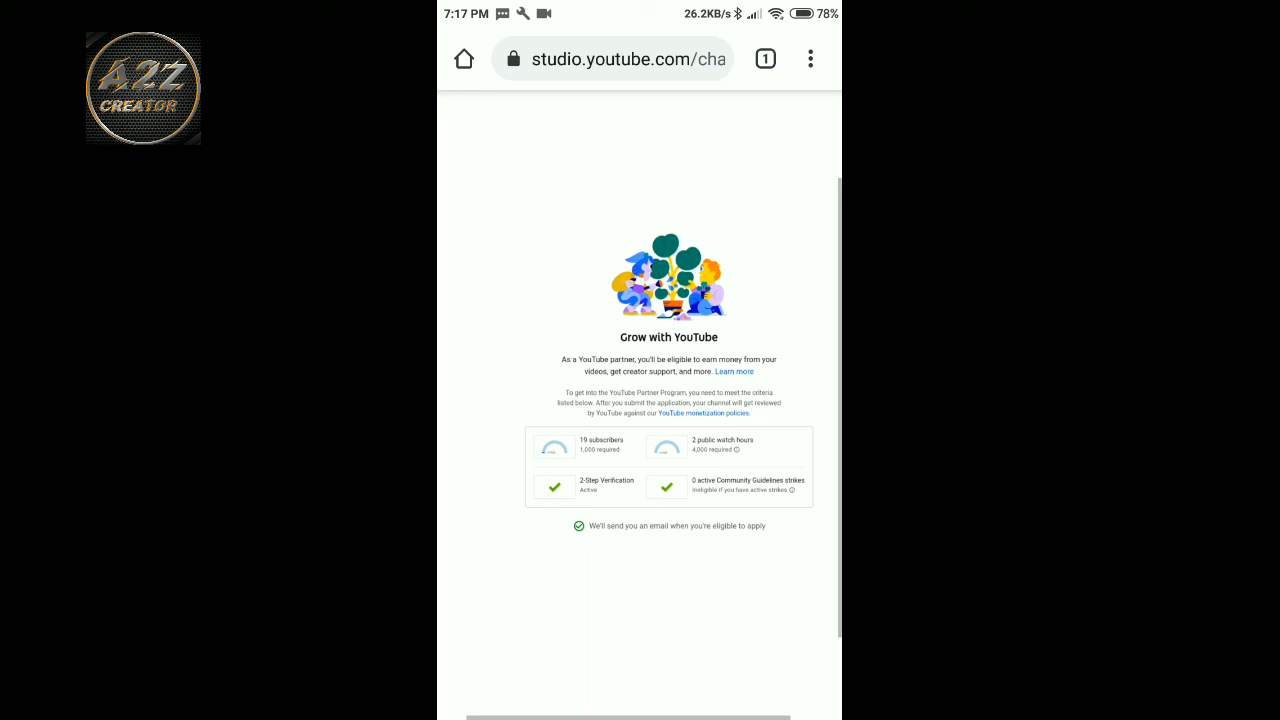 7:17 PM
26.2KB/s
78%
A2Z
CREATOR
studio.youtube.com/cha
1
Grow with YouTube
As a YouTube partner, you'll be eligible to earn money from your
videos, get creator support, and more. Learn more
To get into the YouTube Partner Program, you need to meet the criteria
listed below. After you submit the application, your channel will get reviewed
by YouTube against our YouTube monetization policies.
19 subscribers
1,000 required
2 public watch hours
4,000 required
2-Step Verification
Active
0 active Community Guidelines strikes
Ineligible if you have active strikes
We'll send you an email when you're eligible to apply